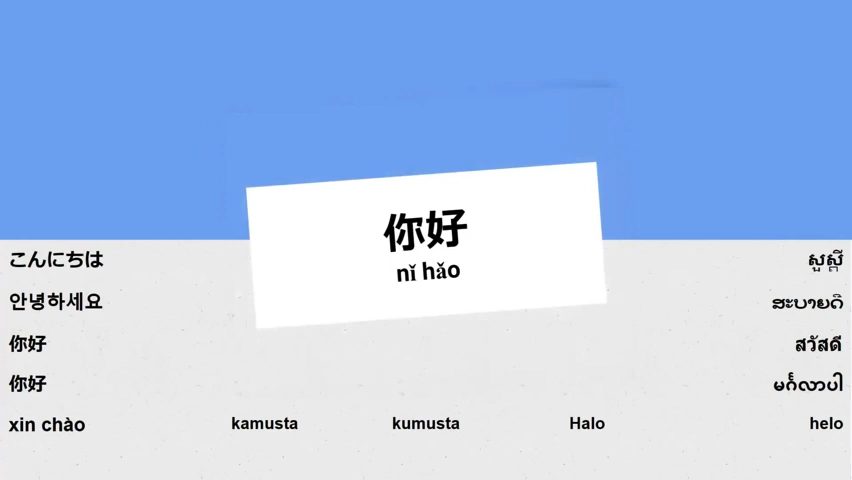 你好
nǐ hǎo
こんにちは
សួស្តី
안녕하세요
ສະບາຍດີ
你好
สวัสดี
你好
မင်္ဂလာပါ
xin chào
kamusta
kumusta
Halo
helo